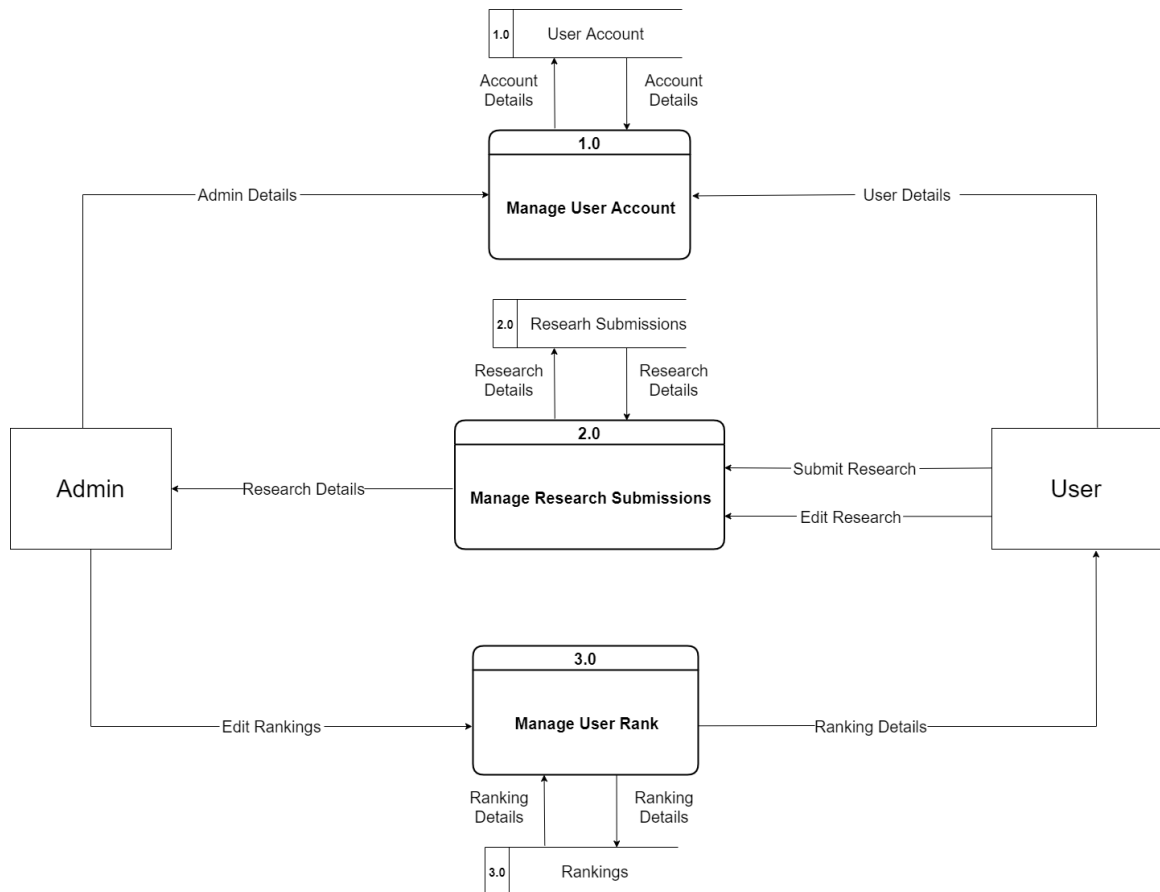 1.0 User Account
Account
Details
Account
Details
1.0
Manage User Account
Admin Details
User Details
2.0 Researh Submissions
Research
Details
Research
Details
2.0
Manage Research Submissions
Admin
Research Details
Submit Research
Edit Research
User
3.0
Manage User Rank
Edit Rankings
Ranking Details
Ranking
Details
Ranking
Details
3.0 Rankings